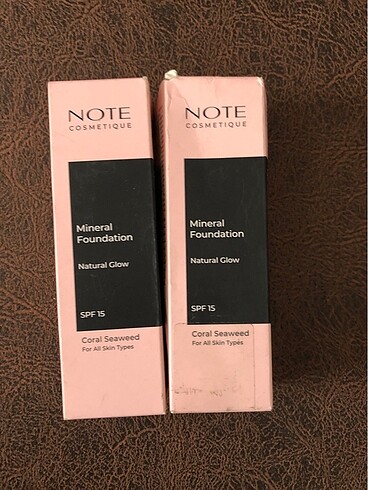 NOTE
COSMETIQUE
Mineral
Foundation
Natural Glow
SPF 15
Coral Seaweed
For All Skin Types
NOTE
COSMETIQUE
Mineral
Foundation
Natural Glow
SPF 15
Coral Seaweed
For All Skin Types